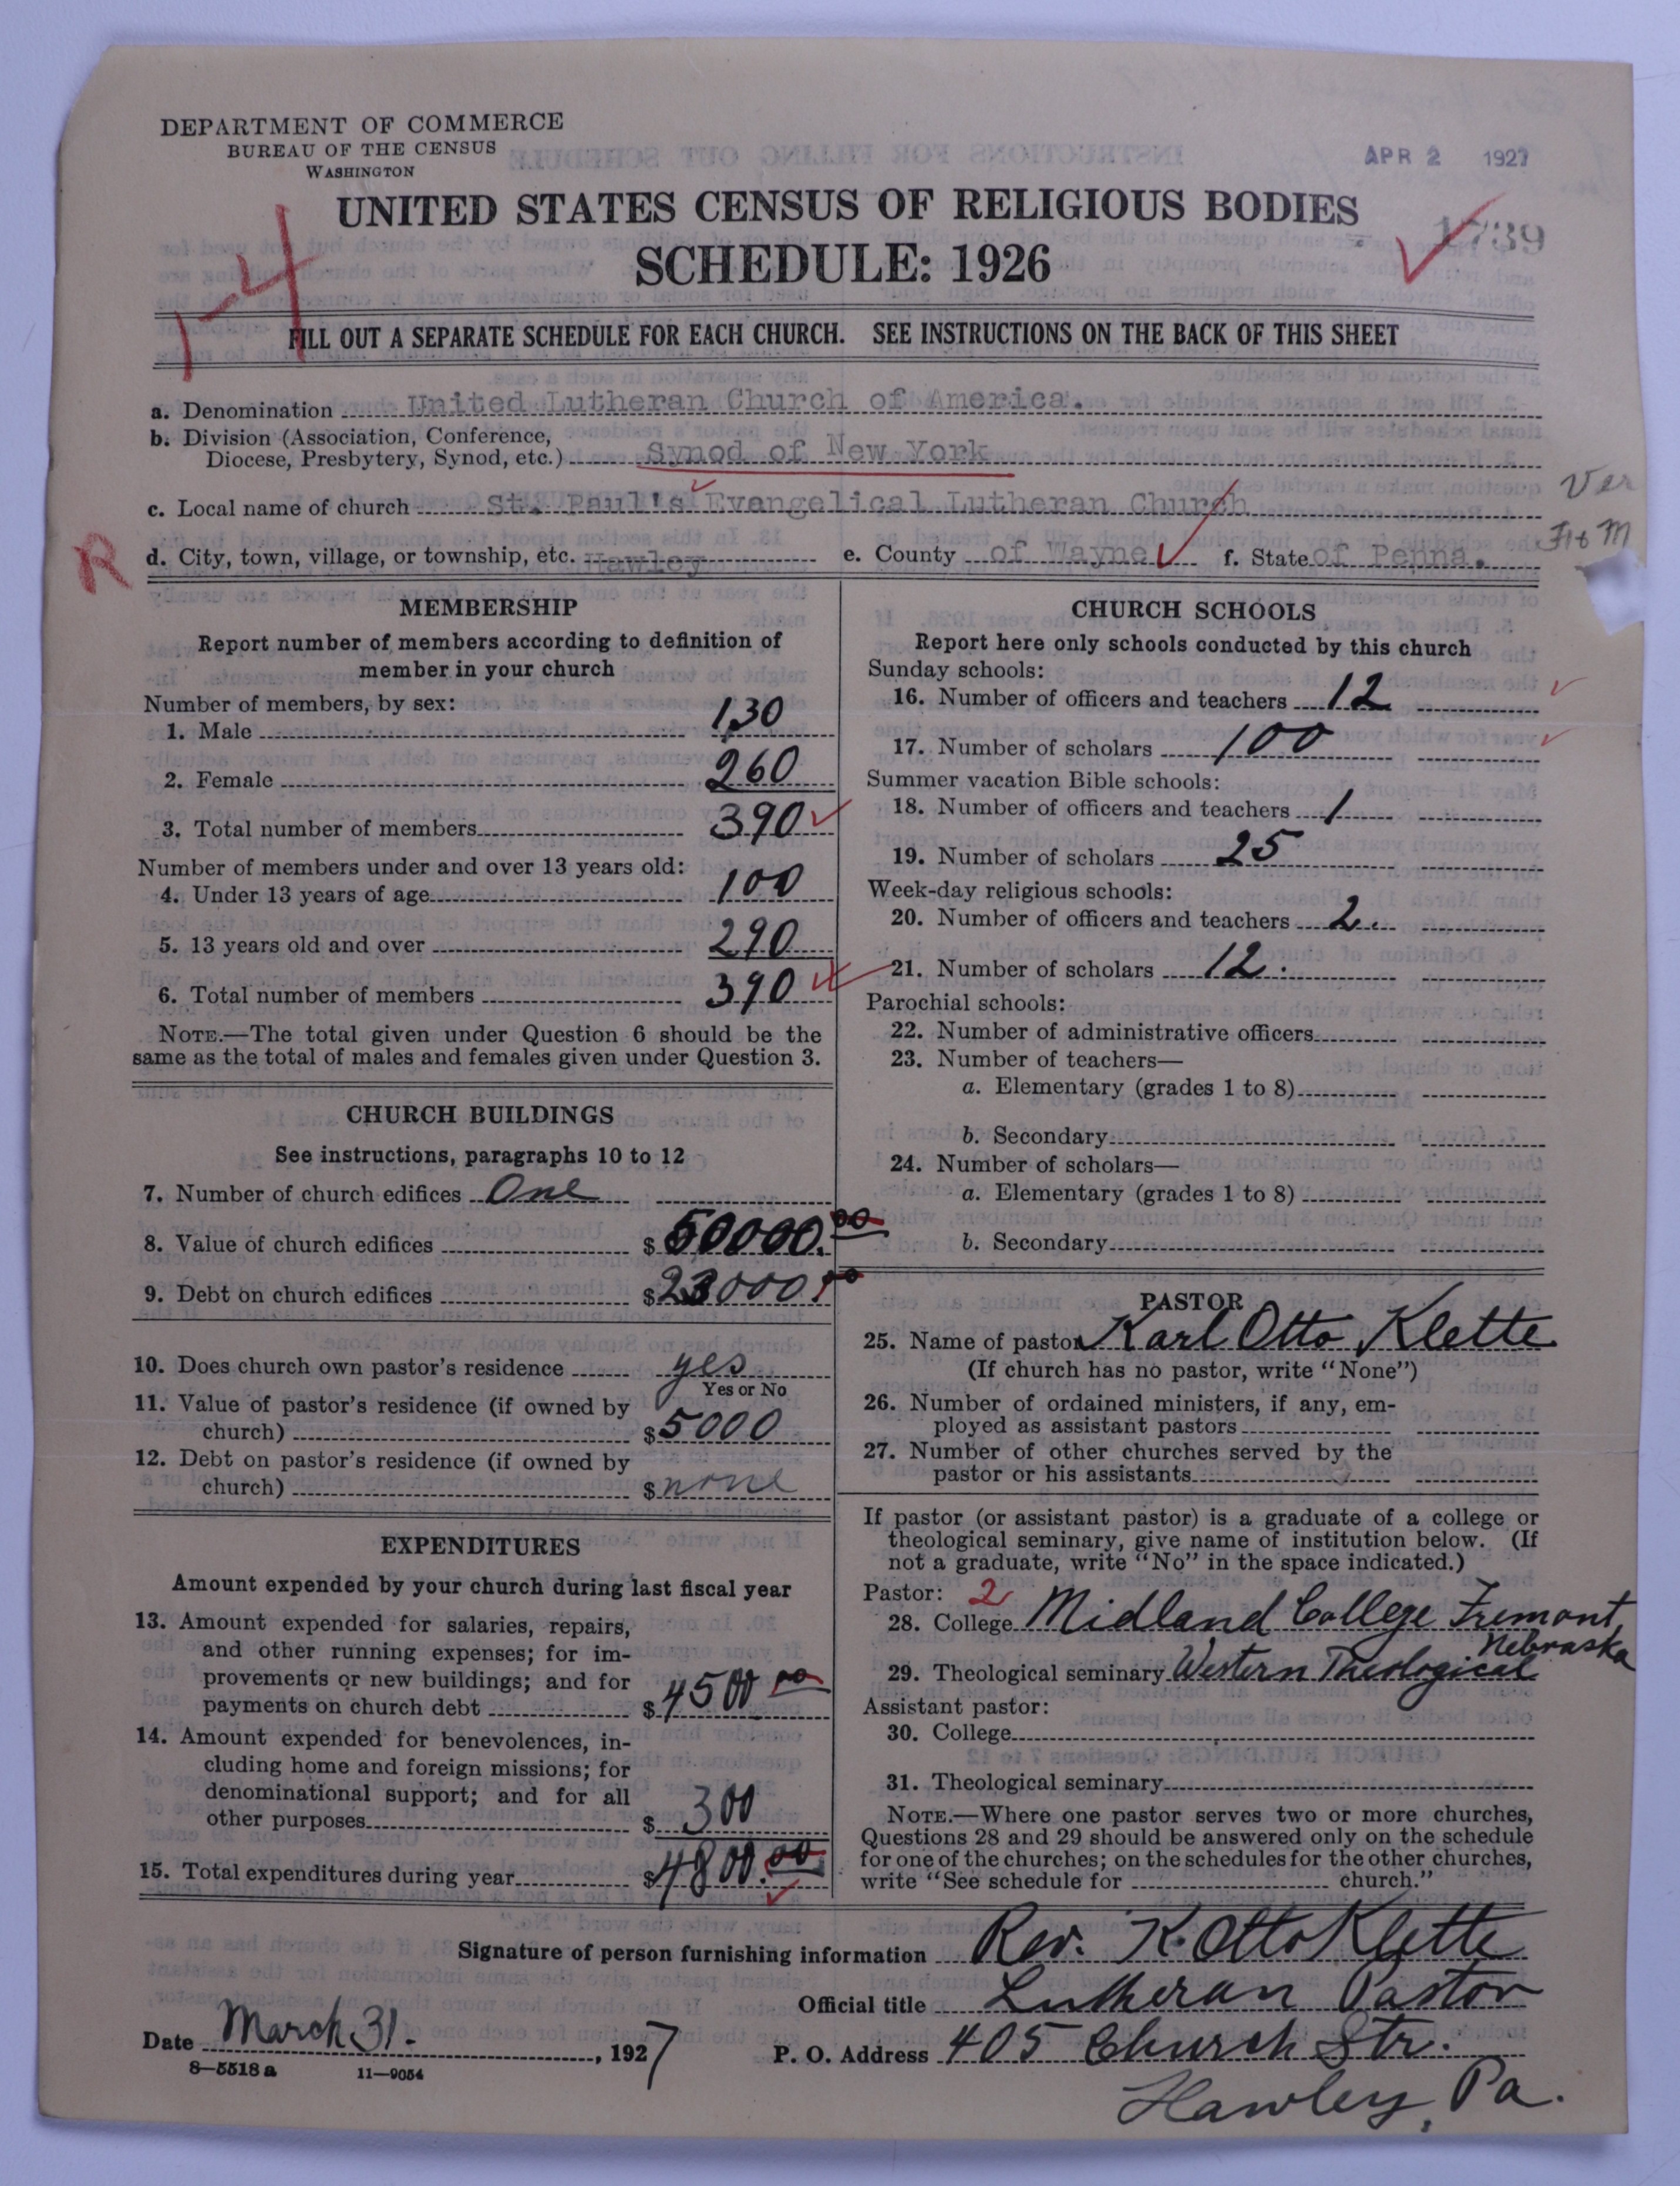 DEPARTMENT OF COMMERCE
BUREAU OF THE CENSUS
WASHINGTON
APR 2 1927
UNITED STATES CENSUS OF RELIGIOUS BODIES
1739
SCHEDULE: 1926
1-4
FILL OUT A SEPARATE SCHEDULE FOR EACH CHURCH. SEE INSTRUCTIONS ON THE BACK OF THIS SHEET
a. Denomination United Lutheran Church of America.
b. Division (Association, Conference,
Diocese, Presbytery, Synod, etc.) Synod of New York
c. Local name of church St. Paul's Evangelical Lutheran Church
Ver
R
d. City, town, village, or township, etc. Hawley e. County of Wayne f. State of Penna.
MEMBERSHIP
Report number of members according to definition of
member in your church
Number of members, by sex:
1. Male 130
2. Female 260
3. Total number of members 390
Number of members under and over 13 years old:
4. Under 13 years of age 100
5. 13 years old and over 290
6. Total number of members 390
NOTE.—The total given under Question 6 should be the
same as the total of males and females given under Question 3.
CHURCH BUILDINGS
See instructions, paragraphs 10 to 12
7. Number of church edifices One
8. Value of church edifices $50000.00
9. Debt on church edifices $23000.00
10. Does church own pastor's residence yes
Yes or No
11. Value of pastor's residence (if owned by
church) $5000
12. Debt on pastor's residence (if owned by
church) $none
EXPENDITURES
Amount expended by your church during last fiscal year
13. Amount expended for salaries, repairs,
and other running expenses; for im-
provements or new buildings; and for
payments on church debt $4500 00
14. Amount expended for benevolences, in-
cluding home and foreign missions; for
denominational support; and for all
other purposes $300
15. Total expenditures during year $4800.00
CHURCH SCHOOLS
Report here only schools conducted by this church
Sunday schools:
16. Number of officers and teachers 12
17. Number of scholars 100
Summer vacation Bible schools:
18. Number of officers and teachers 1
19. Number of scholars 25
Week-day religious schools:
20. Number of officers and teachers 2.
21. Number of scholars 12.
Parochial schools:
22. Number of administrative officers
23. Number of teachers—
a. Elementary (grades 1 to 8)
b. Secondary
24. Number of scholars—
a. Elementary (grades 1 to 8)
b. Secondary
PASTOR
25. Name of pastor Karl Otto Klette
(If church has no pastor, write "None")
26. Number of ordained ministers, if any, em-
ployed as assistant pastors
27. Number of other churches served by the
pastor or his assistants
If pastor (or assistant pastor) is a graduate of a college or
theological seminary, give name of institution below. (If
not a graduate, write "No" in the space indicated.)
Pastor: 2
28. College Midland College Fremont,
Nebraska
29. Theological seminary Western Theological
Assistant pastor:
30. College
31. Theological seminary
NOTE.—Where one pastor serves two or more churches,
Questions 28 and 29 should be answered only on the schedule
for one of the churches; on the schedules for the other churches,
write "See schedule for church."
Signature of person furnishing information Rev. K. Otto Klette
Official title Lutheran Pastor
Date March 31. , 1927
P. O. Address 405 Church Str.
Hawley, Pa.
8—5518 a 11—9054